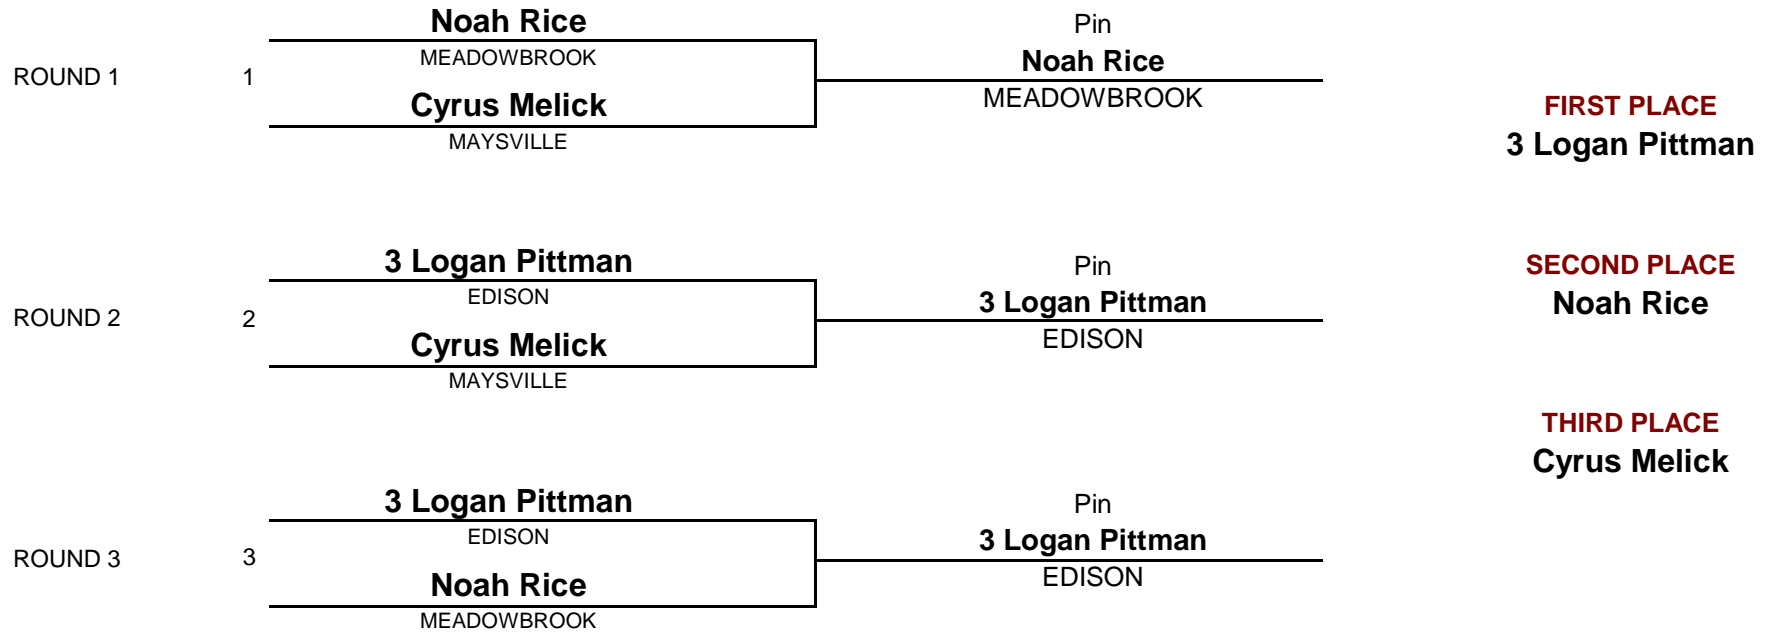 Noah Rice
MEADOWBROOK
ROUND 1
1
Cyrus Melick
MAYSVILLE
Pin
Noah Rice
MEADOWBROOK
FIRST PLACE
3 Logan Pittman
3 Logan Pittman
EDISON
ROUND 2
2
Cyrus Melick
MAYSVILLE
Pin
3 Logan Pittman
EDISON
SECOND PLACE
Noah Rice
THIRD PLACE
Cyrus Melick
3 Logan Pittman
EDISON
ROUND 3
3
Noah Rice
MEADOWBROOK
Pin
3 Logan Pittman
EDISON